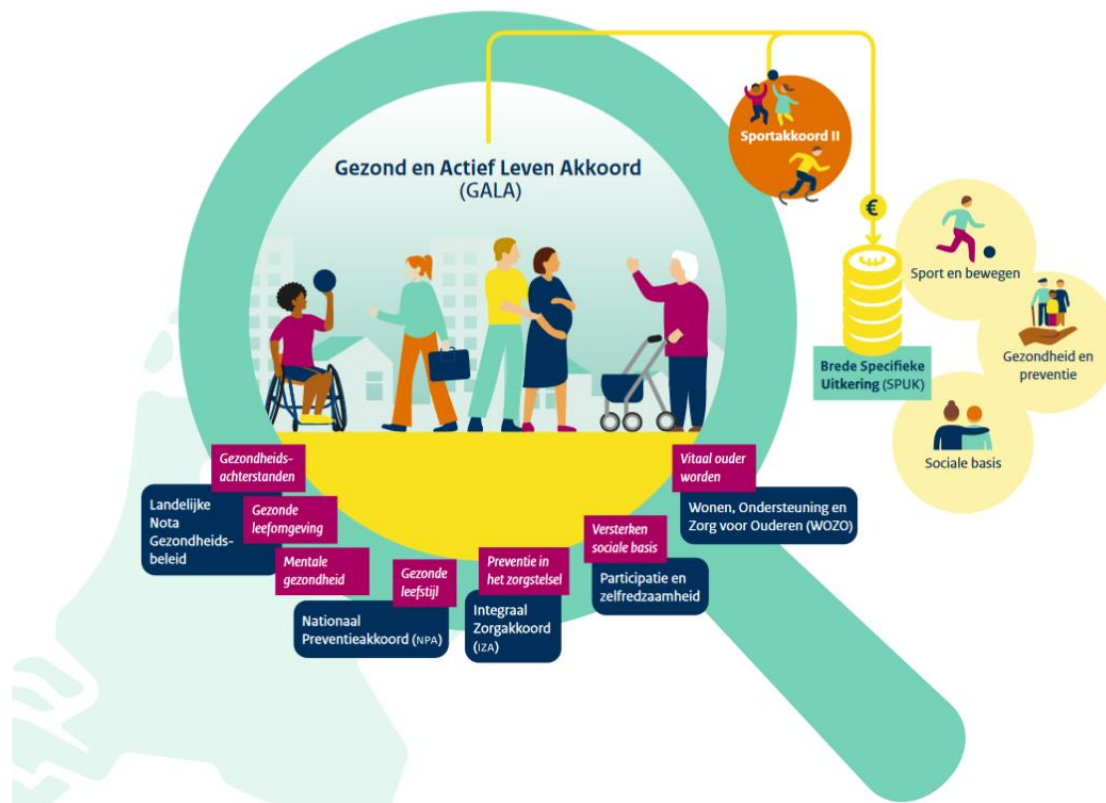 Gezond en Actief Leven Akkoord
(GALA)
Sportakkoord II
€
Sport en bewegen
Gezondheid en
preventie
Brede Specifieke
Uitkering (SPUK)
Sociale basis
Gezondheids-
achterstanden
Landelijke
Nota
Gezondheids-
beleid
Gezonde
leefomgeving
Mentale
gezondheid
Gezonde
leefstijl
Nationaal
Preventieakkoord (NPA)
Preventie in
het zorgstelsel
Integraal
Zorgakkoord
(IZA)
Versterken
sociale basis
Participatie en
zelfredzaamheid
Vitaal ouder
worden
Wonen, Ondersteuning en
Zorg voor Ouderen (WOZO)